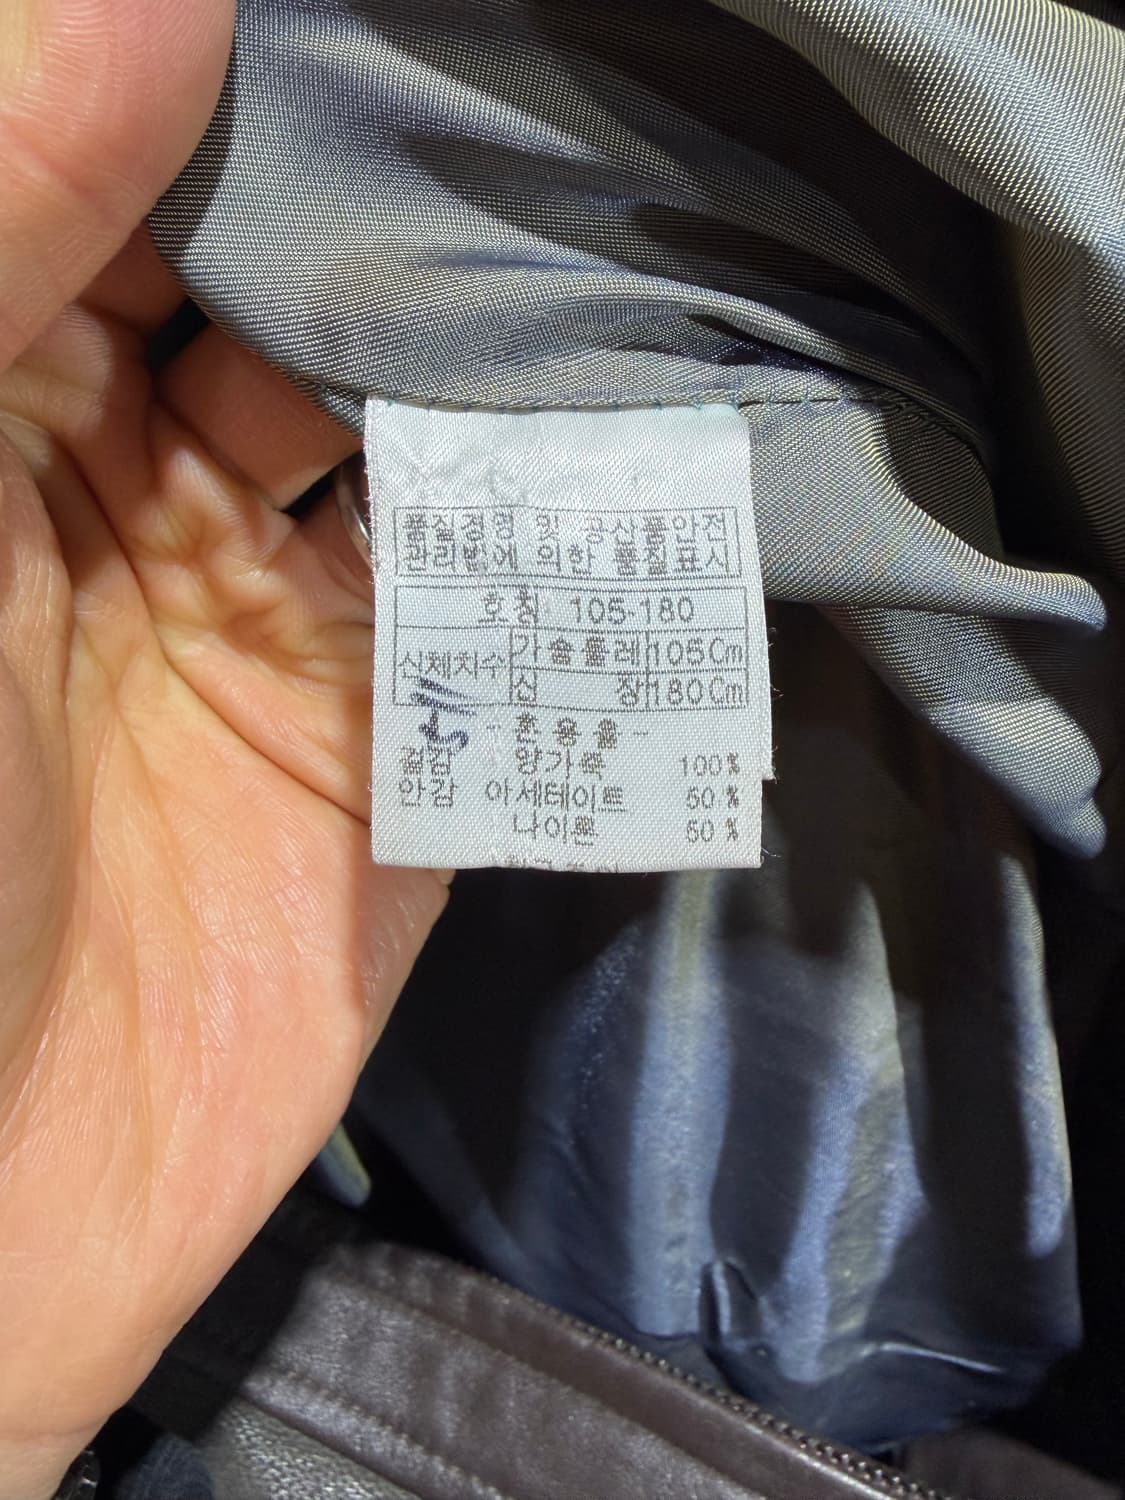 품질경영 및 공산품안전
관리법에 의한 품질표시
호칭 105-180
신체치수 가슴둘레 105Cm
신장 180Cm
5-11
- 혼용율 -
겉감 양가죽 100%
안감 아세테이트 50%
나이론 50%